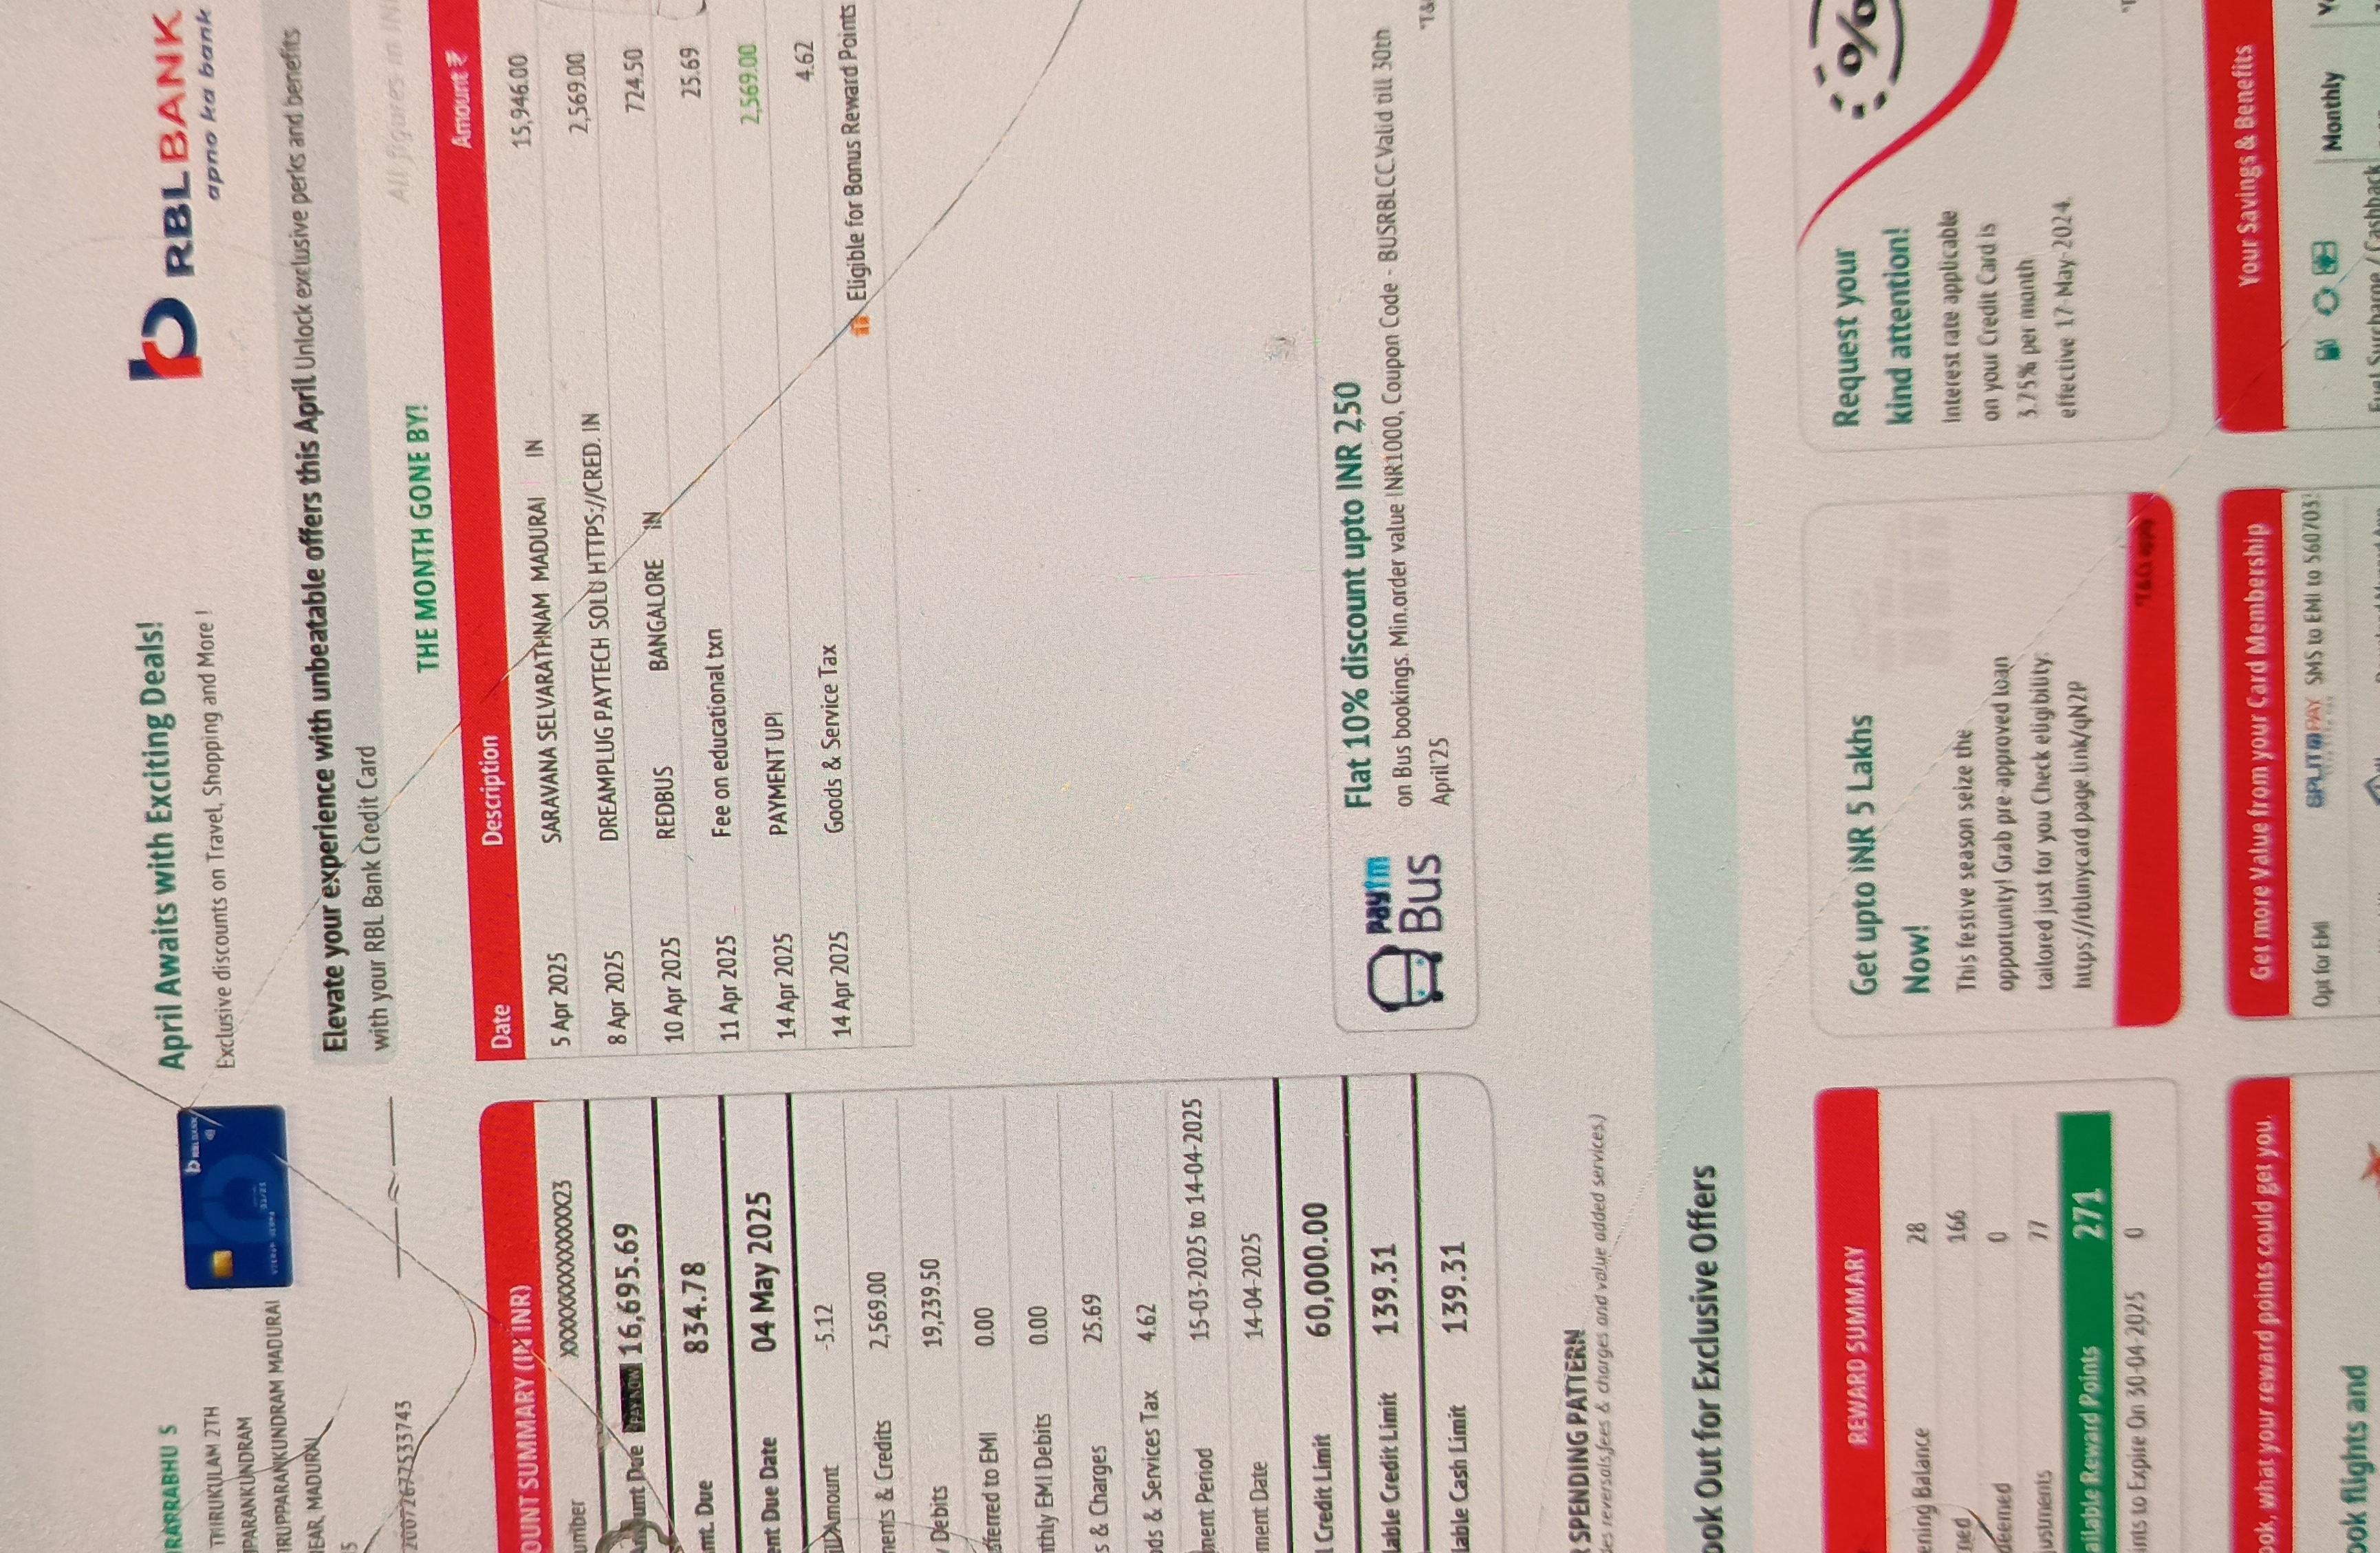 RAPRABHU S
THIRUKULAM 2TH
PARANKUNDRAM
IRUPPARANKUNDRAM MADURAI
EAR, MADURAI
5
20072677533743
RBL BANK
April Awaits with Exciting Deals!
Exclusive discounts on Travel, Shopping and More !
RBLBANK
apno ka bank
Elevate your experience with unbeatable offers this April Unlock exclusive perks and benefits
with your RBL Bank Credit Card
All figures in IN
THE MONTH GONE BY!
Date Description Amount ₹
5 Apr 2025 SARAVANA SELVARATHNAM MADURAI IN 15,946.00
8 Apr 2025 DREAMPLUG PAYTECH SOLU HTTPS://CRED. IN 2,569.00
10 Apr 2025 REDBUS BANGALORE IN 724.50
11 Apr 2025 Fee on educational txn 25.69
14 Apr 2025 PAYMENT UPI 2,569.00
14 Apr 2025 Goods & Service Tax 4.62
Eligible for Bonus Reward Points
OUNT SUMMARY (IN INR)
umber XXXXXXXXXXXXXX23
Amount Due PAY NOW 16,695.69
mt. Due 834.78
ent Due Date 04 May 2025
ill Amount -5.12
ments & Credits 2,569.00
Debits 19,239.50
sferred to EMI 0.00
nthly EMI Debits 0.00
s & Charges 25.69
ods & Services Tax 4.62
ment Period 15-03-2025 to 14-04-2025
ment Date 14-04-2025
l Credit Limit 60,000.00
lable Credit Limit 139.31
lable Cash Limit 139.31
paytm
Bus
Flat 10% discount upto INR 250
on Bus bookings. Min.order value INR1000, Coupon Code - BUSRBLCC.Valid till 30th
April'25
*T&
R SPENDING PATTERN
des reversals,fees & charges and value added services.)
ook Out for Exclusive Offers
REWARD SUMMARY
ening Balance 28
ned 166
deemed 0
justments 77
ailable Reward Points 271
ints to Expire On 30-04-2025 0
Get upto INR 5 Lakhs
Now!
This festive season seize the
opportunity! Grab pre-approved loan
tailored just for you Check eligibility:
https://rblmycard.page.link/qN2P
*T&Cs apply
Request your
kind attention!
Interest rate applicable
on your Credit Card is
3.75% per month
effective 17-May-2024.
%
*T
ook, what your reward points could get you.
ook flights and
Get more Value from your Card Membership
Opt for EMI SPLITNPAY SMS to EMI to 560703
Your Savings & Benefits
Monthly Y
Fuel Surcharge / Cashback